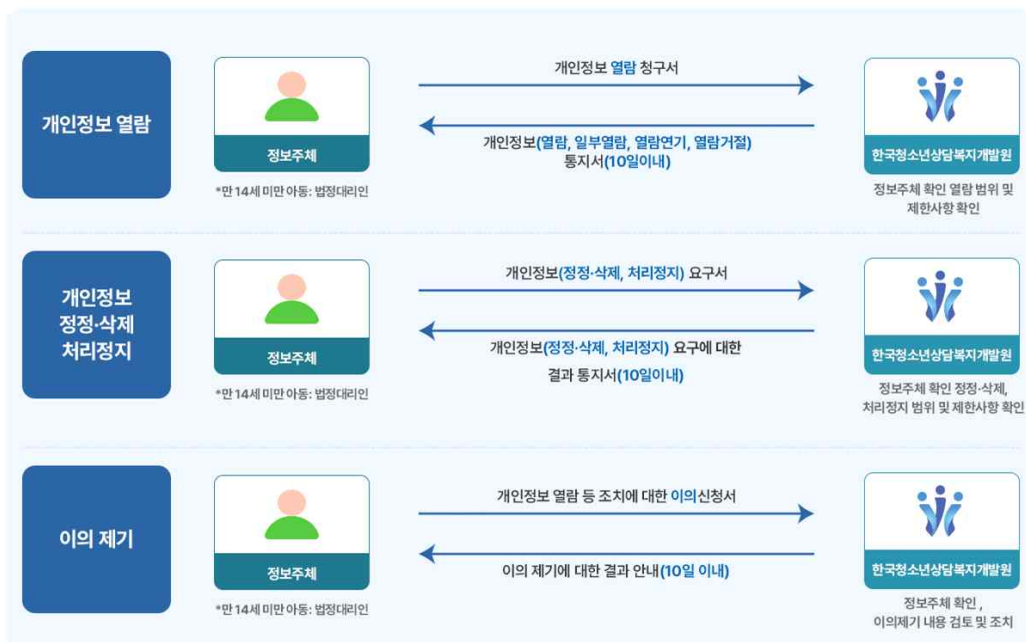 개인정보 열람
정보주체
*만 14세 미만 아동: 법정대리인
개인정보 열람 청구서
개인정보(열람, 일부열람, 열람연기, 열람거절)
통지서(10일이내)
한국청소년상담복지개발원
정보주체 확인 열람 범위 및
제한사항 확인
개인정보
정정·삭제
처리정지
정보주체
*만 14세 미만 아동: 법정대리인
개인정보(정정·삭제, 처리정지) 요구서
개인정보(정정·삭제, 처리정지) 요구에 대한
결과 통지서(10일이내)
한국청소년상담복지개발원
정보주체 확인 정정·삭제,
처리정지 범위 및 제한사항 확인
이의 제기
정보주체
*만 14세 미만 아동: 법정대리인
개인정보 열람 등 조치에 대한 이의신청서
이의 제기에 대한 결과 안내(10일 이내)
한국청소년상담복지개발원
정보주체 확인 ,
이의제기 내용 검토 및 조치